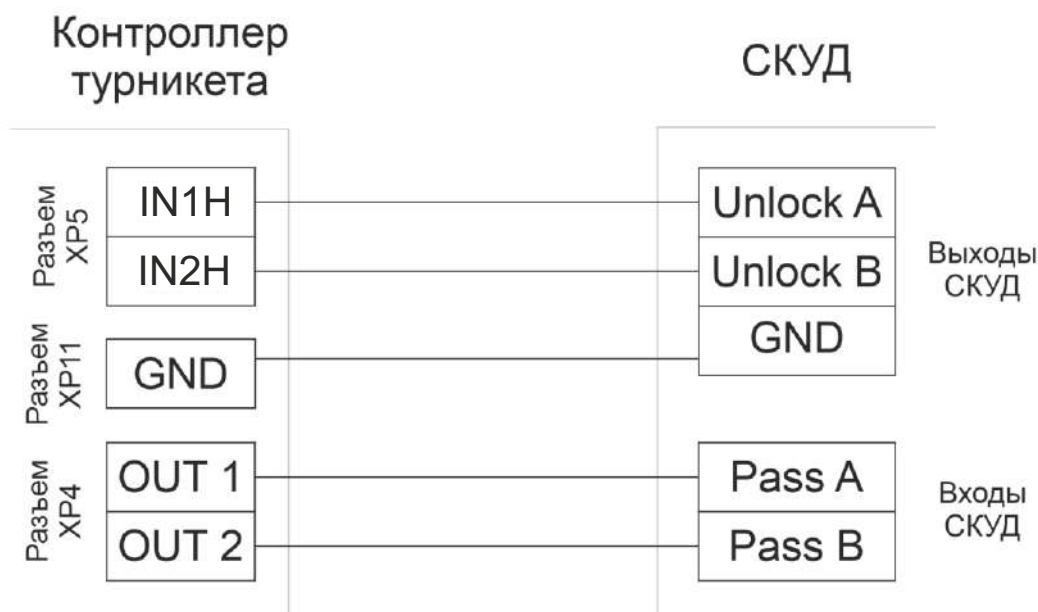 Контроллер
турникета
СКУД
Разъем
XP5
IN1H
IN2H
Unlock A
Unlock B
GND
Выходы
СКУД
Разъем
XP11
GND
Разъем
XP4
OUT 1
OUT 2
Pass A
Pass B
Входы
СКУД